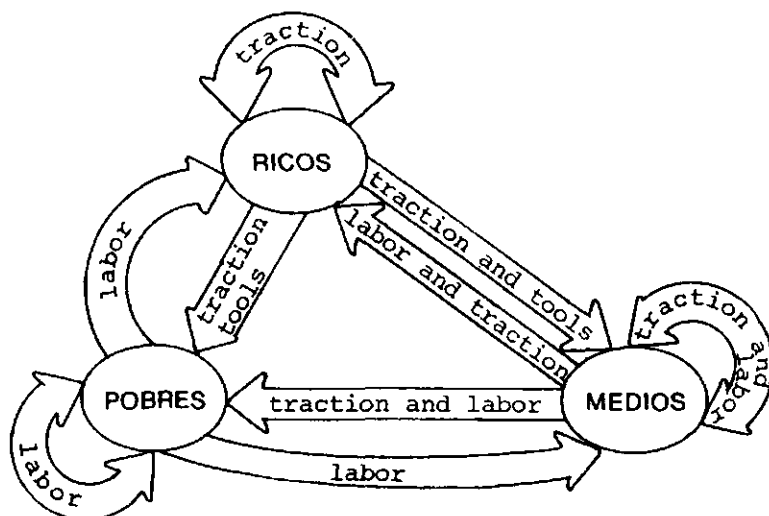 traction
RICOS
labor
traction
tools
traction and tools
labor and traction
traction and
labor
POBRES
traction and labor
MEDIOS
labor
labor